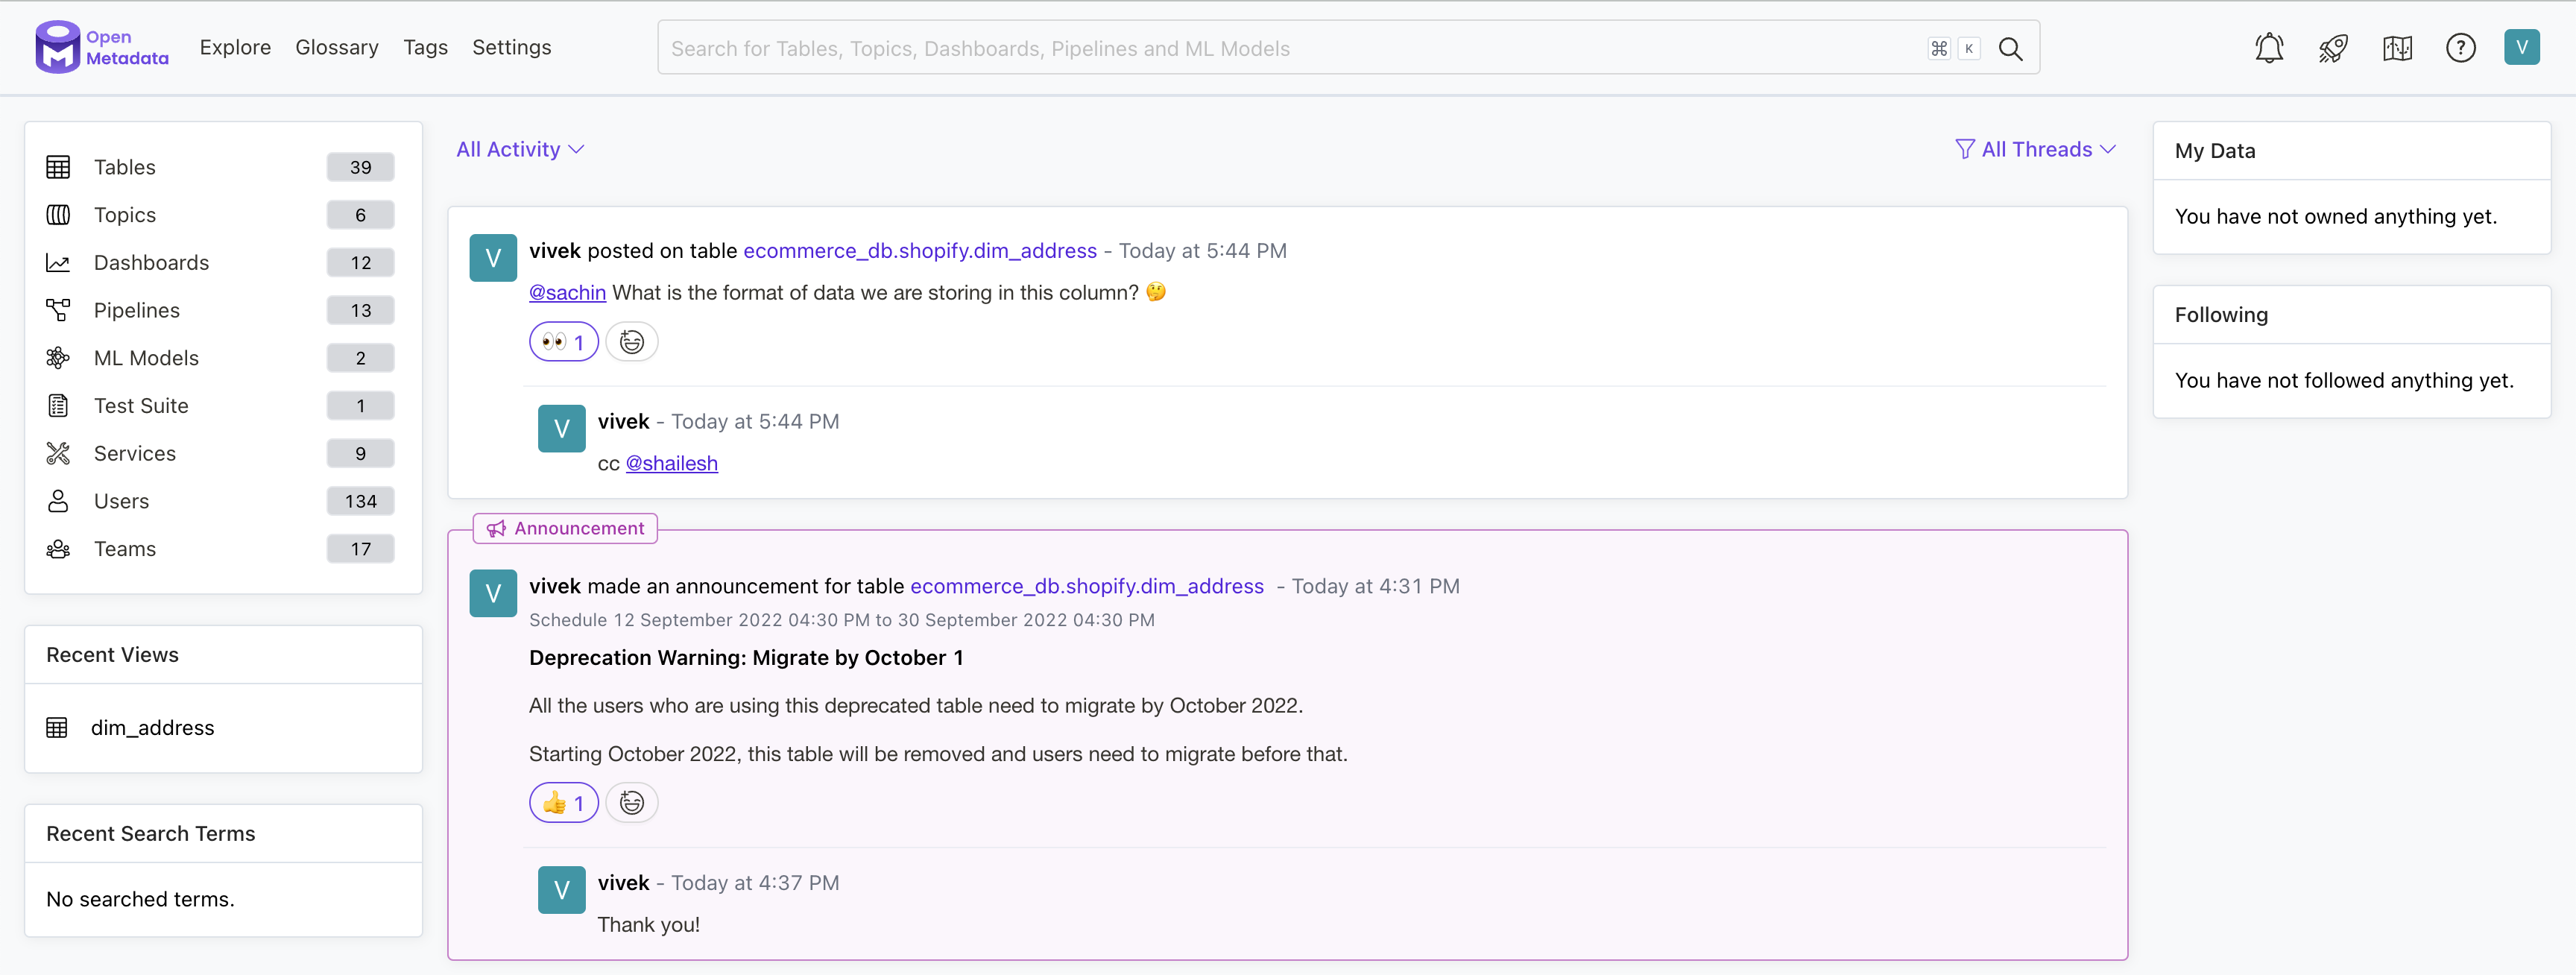 Open
Metadata
Explore
Glossary
Tags
Settings
Search for Tables, Topics, Dashboards, Pipelines and ML Models
⌘ K
?
V
Tables 39
Topics 6
Dashboards 12
Pipelines 13
ML Models 2
Test Suite 1
Services 9
Users 134
Teams 17
Recent Views
dim_address
Recent Search Terms
No searched terms.
All Activity
All Threads
V
vivek posted on table ecommerce_db.shopify.dim_address - Today at 5:44 PM
@sachin What is the format of data we are storing in this column? 🤔
👀 1
V
vivek - Today at 5:44 PM
cc @shailesh
Announcement
V
vivek made an announcement for table ecommerce_db.shopify.dim_address - Today at 4:31 PM
Schedule 12 September 2022 04:30 PM to 30 September 2022 04:30 PM
Deprecation Warning: Migrate by October 1
All the users who are using this deprecated table need to migrate by October 2022.
Starting October 2022, this table will be removed and users need to migrate before that.
👍 1
V
vivek - Today at 4:37 PM
Thank you!
My Data
You have not owned anything yet.
Following
You have not followed anything yet.